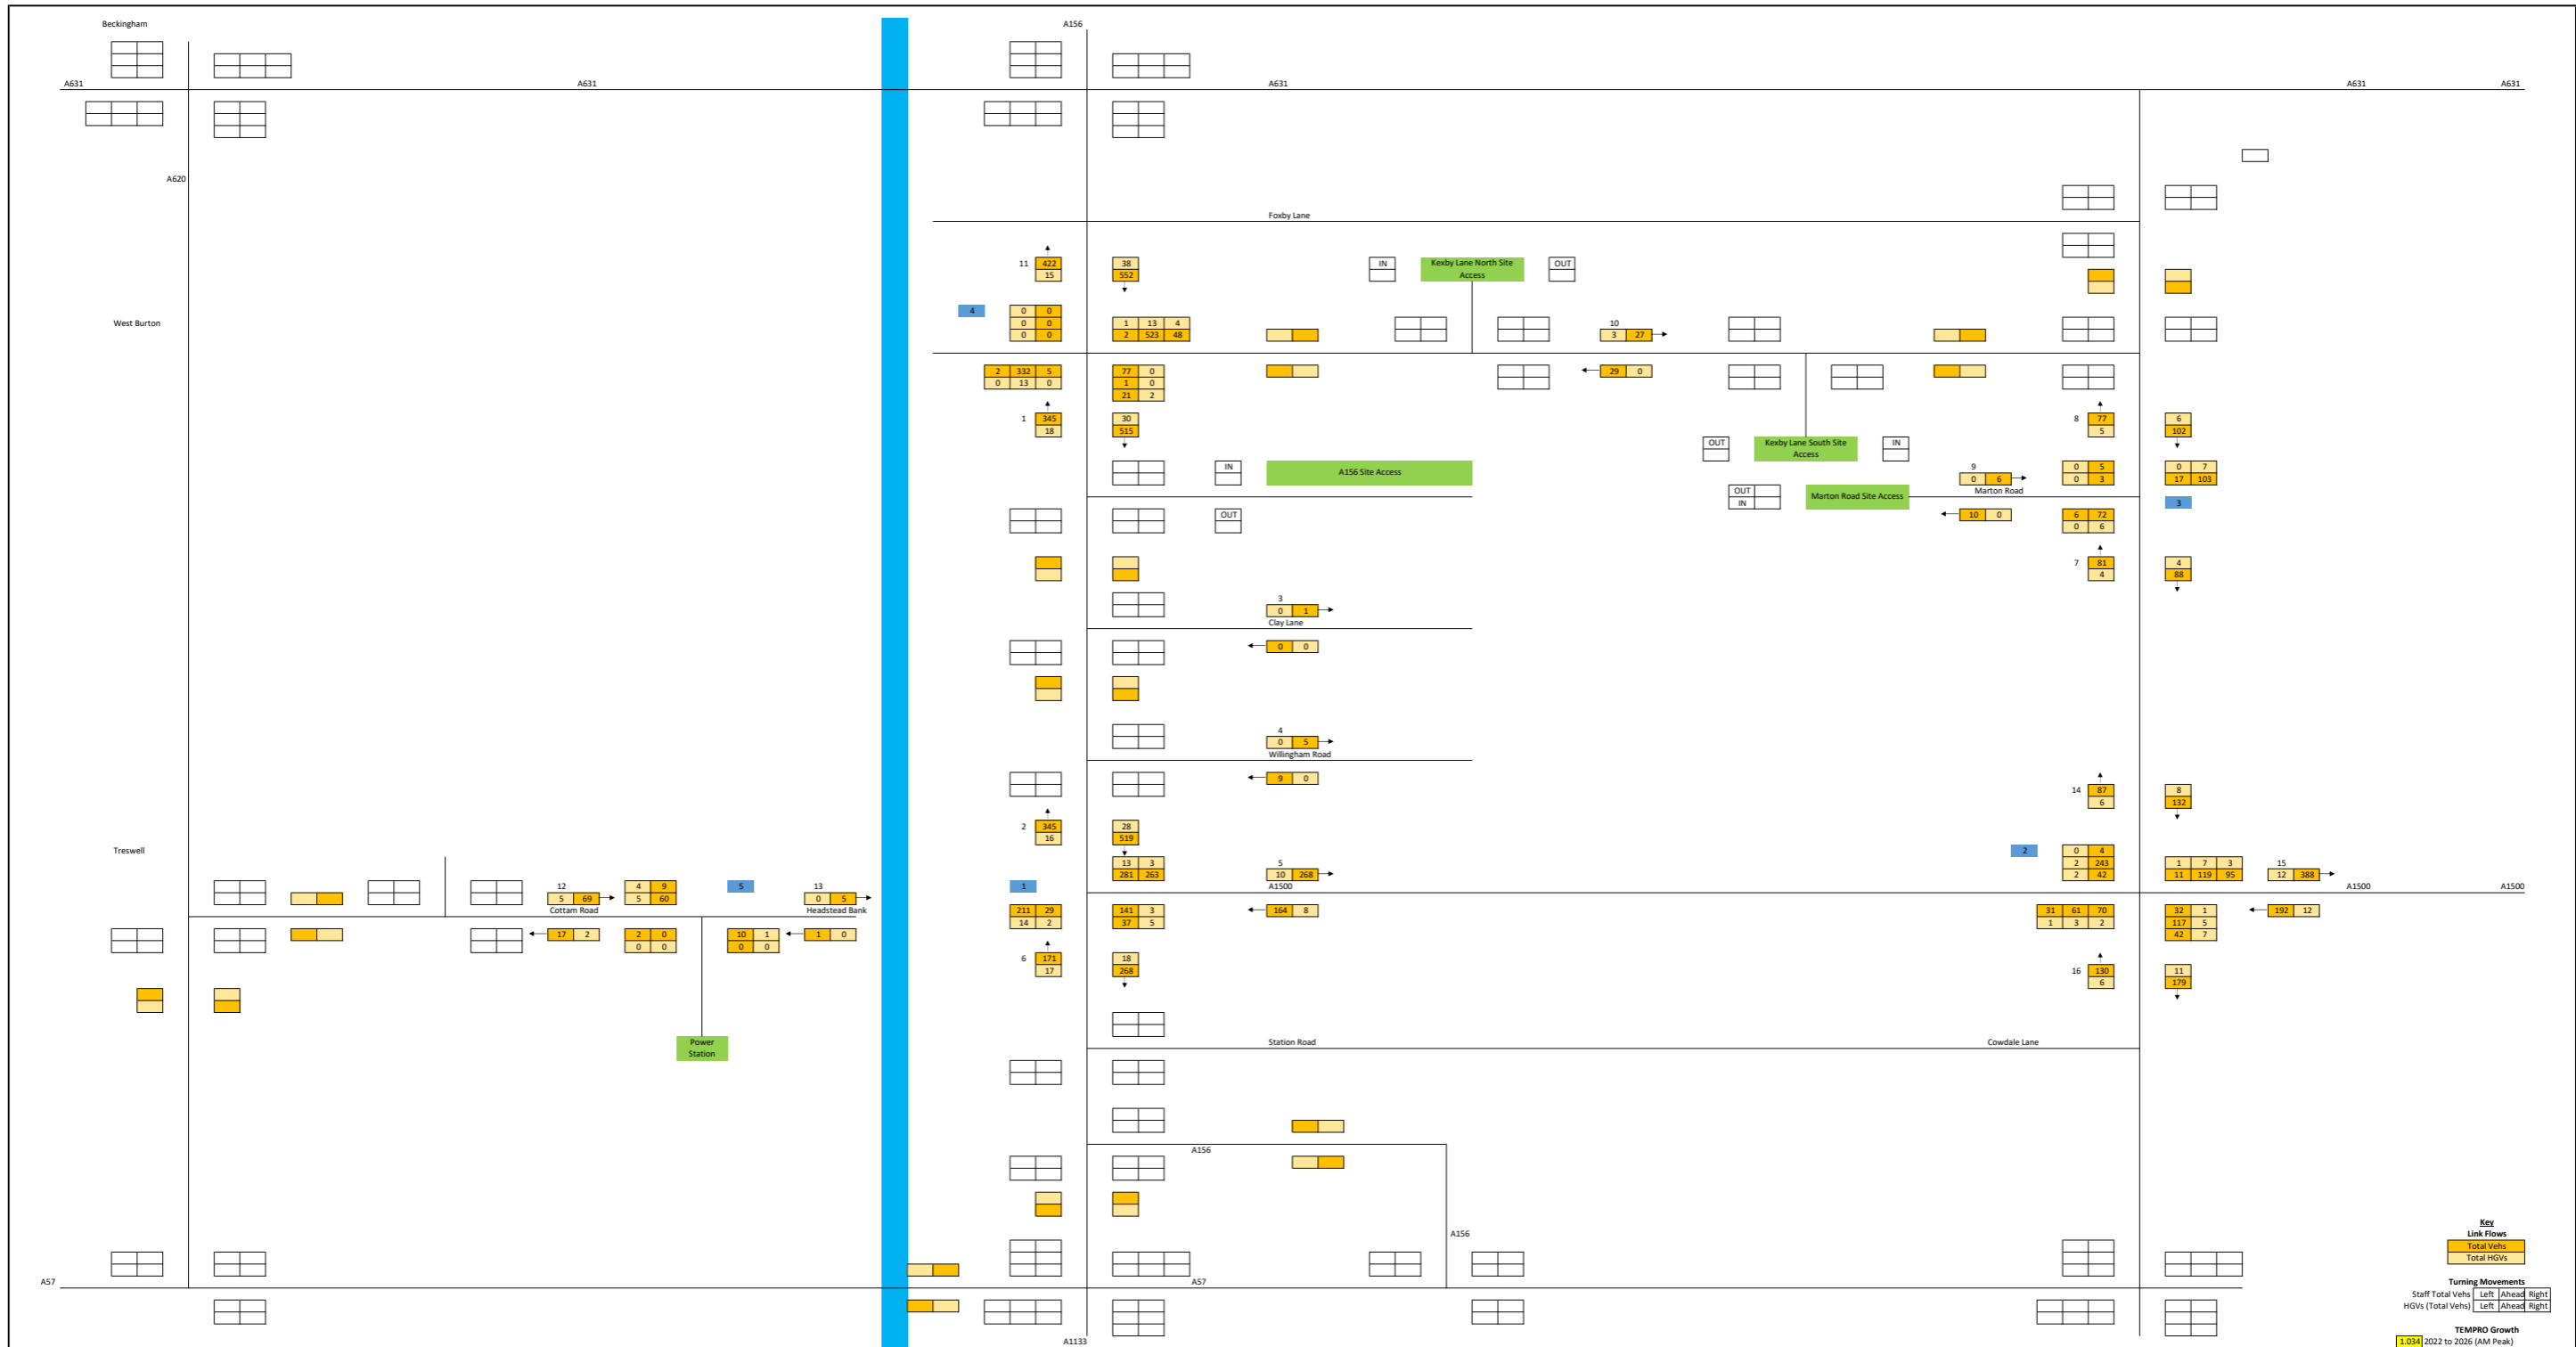 Beckingham
A156
A631
A631
A631
A631
A631
A620
Foxby Lane
11 422
15
38
552
IN
Kexby Lane North Site
Access
OUT
4
0 0
0 0
0 0
West Burton
1 13 4
2 523 48
10
3 27
2 332 5
0 13 0
77 0
1 0
21 2
29 0
1 345
18
30
515
8 77
5
6
102
OUT
Kexby Lane South Site
Access
IN
IN
A156 Site Access
9
0 6
Marton Road
0 5
0 3
0 7
17 103
OUT
IN
Marton Road Site Access
3
OUT
10 0
6 72
0 6
7 81
4
4
88
3
0 1
Clay Lane
0 0
4
0 5
Willingham Road
9 0
14 87
6
8
132
2 345
16
28
519
Treswell
2
0 4
2 243
2 42
13 3
281 263
5
10 268
A1500
1 7 3
11 119 95
15
12 388
A1500
A1500
12
5 69
Cottam Road
4 9
5 60
5
13
0 5
Headstead Bank
1
211 29
14 2
141 3
37 5
164 8
31 61 70
1 3 2
32 1
117 5
42 7
192 12
17 2
2 0
0 0
10 1
0 0
1 0
6 171
17
18
268
16 130
6
11
179
Power
Station
Station Road
Cowdale Lane
A156
A156
A57
A57
A1133
Key
Link Flows
Total Vehs
Total HGVs
Turning Movements
Staff Total Vehs Left Ahead Right
HGVs (Total Vehs) Left Ahead Right
TEMPRO Growth
1.034 2022 to 2026 (AM Peak)